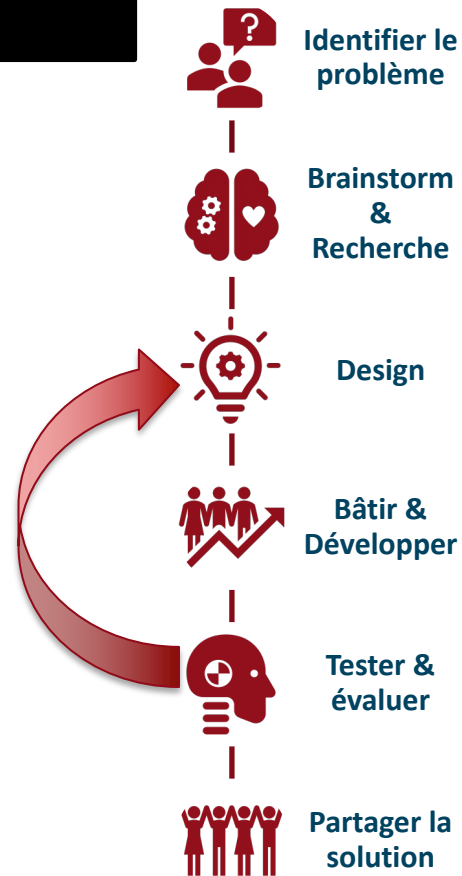 ?
Identifier le
problème
Brainstorm
&
Recherche
Design
Bâtir &
Développer
Tester &
évaluer
Partager la
solution